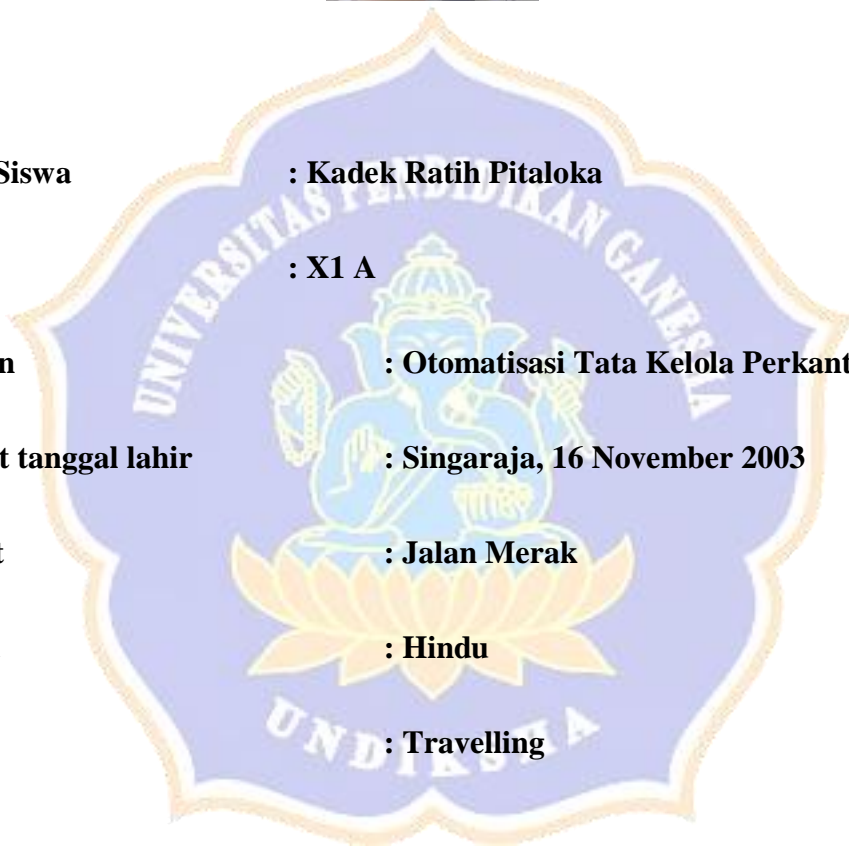 Siswa : Kadek Ratih Pitaloka
: X1 A
n : Otomatisasi Tata Kelola Perkant
t tanggal lahir : Singaraja, 16 November 2003
t : Jalan Merak
: Hindu
: Travelling
UNIVERSITAS PENDIDIKAN GANESHA
UNDIKSHA